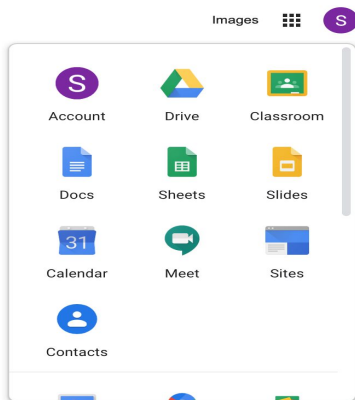 Images S
S
Account Drive Classroom
Docs Sheets Slides
31
Calendar Meet Sites
Contacts